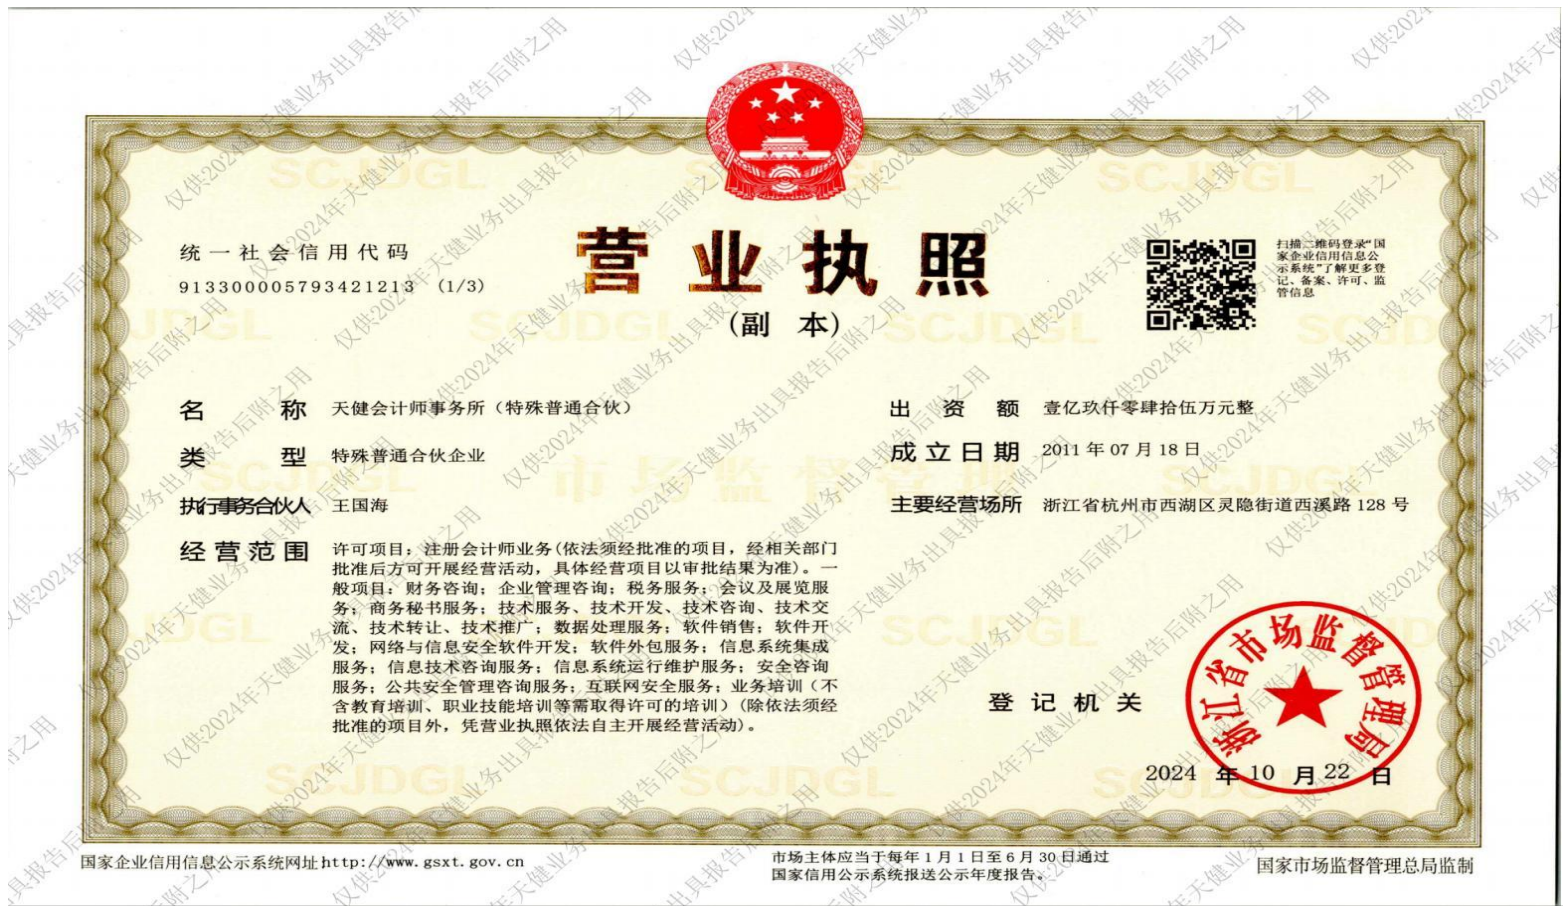 统一社会信用代码
913300005793421213 (1/3)
营业执照
(副 本)
扫描二维码登录“国
家企业信用信息公
示系统”了解更多登
记、备案、许可、监
管信息
名 称 天健会计师事务所（特殊普通合伙）
类 型 特殊普通合伙企业
执行事务合伙人 王国海
经营范围 许可项目：注册会计师业务(依法须经批准的项目，经相关部门
批准后方可开展经营活动，具体经营项目以审批结果为准)。一
般项目：财务咨询；企业管理咨询；税务服务；会议及展览服
务；商务秘书服务；技术服务、技术开发、技术咨询、技术交
流、技术转让、技术推广；数据处理服务；软件销售；软件开
发；网络与信息安全软件开发；软件外包服务；信息系统集成
服务；信息技术咨询服务；信息系统运行维护服务；安全咨询
服务；公共安全管理咨询服务；互联网安全服务；业务培训（不
含教育培训、职业技能培训等需取得许可的培训）(除依法须经
批准的项目外，凭营业执照依法自主开展经营活动)。
出 资 额 壹亿玖仟零肆拾伍万元整
成立日期 2011 年 07 月 18 日
主要经营场所 浙江省杭州市西湖区灵隐街道西溪路 128 号
登记机关
浙江省市场监督管理局
2024 年 10 月 22 日
国家企业信用信息公示系统网址http://www.gsxt.gov.cn
市场主体应当于每年 1 月 1 日至 6 月 30 日通过
国家信用公示系统报送公示年度报告。
国家市场监督管理总局监制
仅供2024年天健业务出具报告后附之用
SCJDGL
市场监督管理